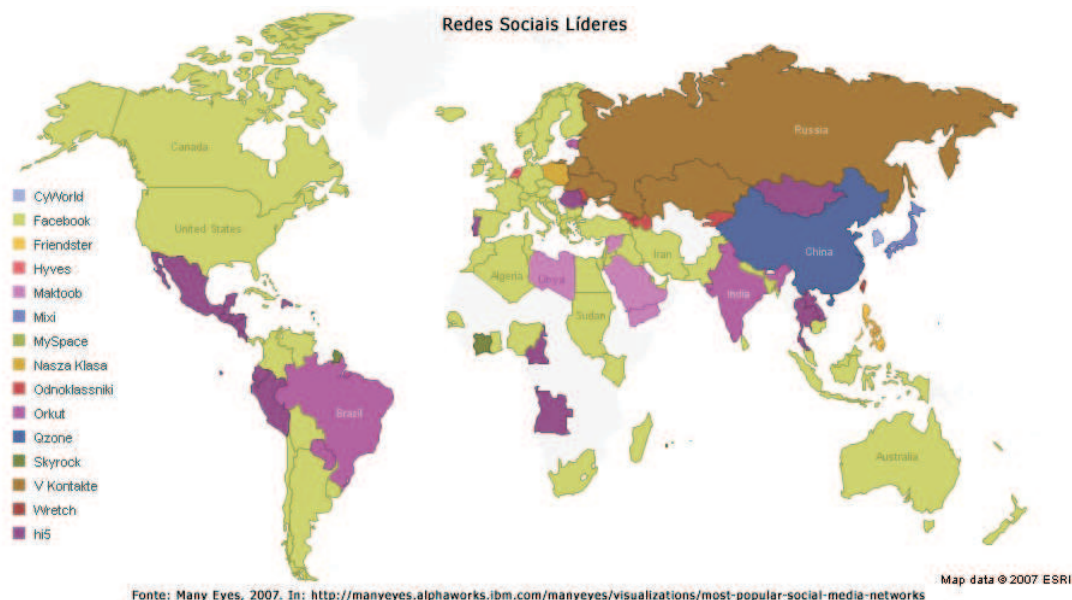 Redes Sociais Líderes
Canada
United States
Brazil
Russia
China
India
Iran
Algeria
Libya
Sudan
Australia
CyWorld
Facebook
Friendster
Hyves
Maktoob
Mixi
MySpace
Nasza Klasa
Odnoklassniki
Orkut
Qzone
Skyrock
V Kontakte
Wretch
hi5
Map data © 2007 ESRI
Fonte: Many Eyes, 2007. In: http://manyeyes.alphaworks.ibm.com/manyeyes/visualizations/most-popular-social-media-networks